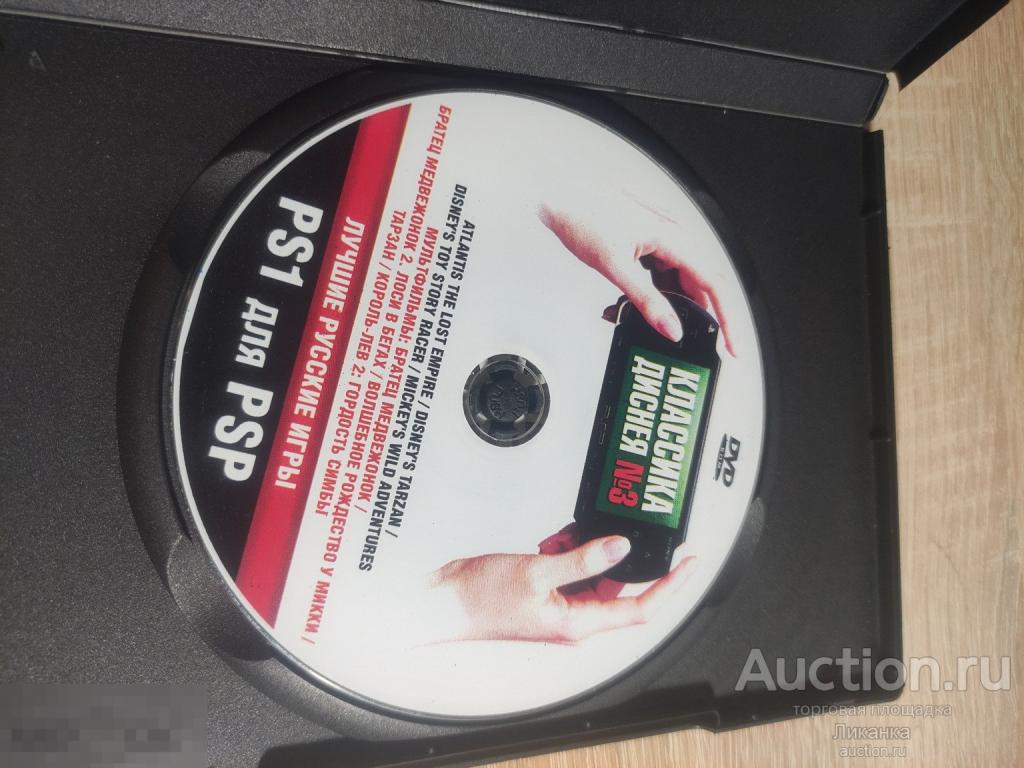 DVD
ROM
КЛАССИКА
ДИСНЕЯ №3
ATLANTIS THE LOST EMPIRE / DISNEY'S TARZAN /
DISNEY'S TOY STORY RACER / MICKEY'S WILD ADVENTURES
МУЛЬТФИЛЬМЫ: БРАТЕЦ МЕДВЕЖОНОК /
БРАТЕЦ МЕДВЕЖОНОК 2. ЛОСИ В БЕГАХ / ВОЛШЕБНОЕ РОЖДЕСТВО У МИККИ /
ТАРЗАН / КОРОЛЬ-ЛЕВ 2: ГОРДОСТЬ СИМБЫ
ЛУЧШИЕ РУССКИЕ ИГРЫ
PS1 ДЛЯ PSP
Auction.ru
торговая площадка
Ликанка
auction.ru